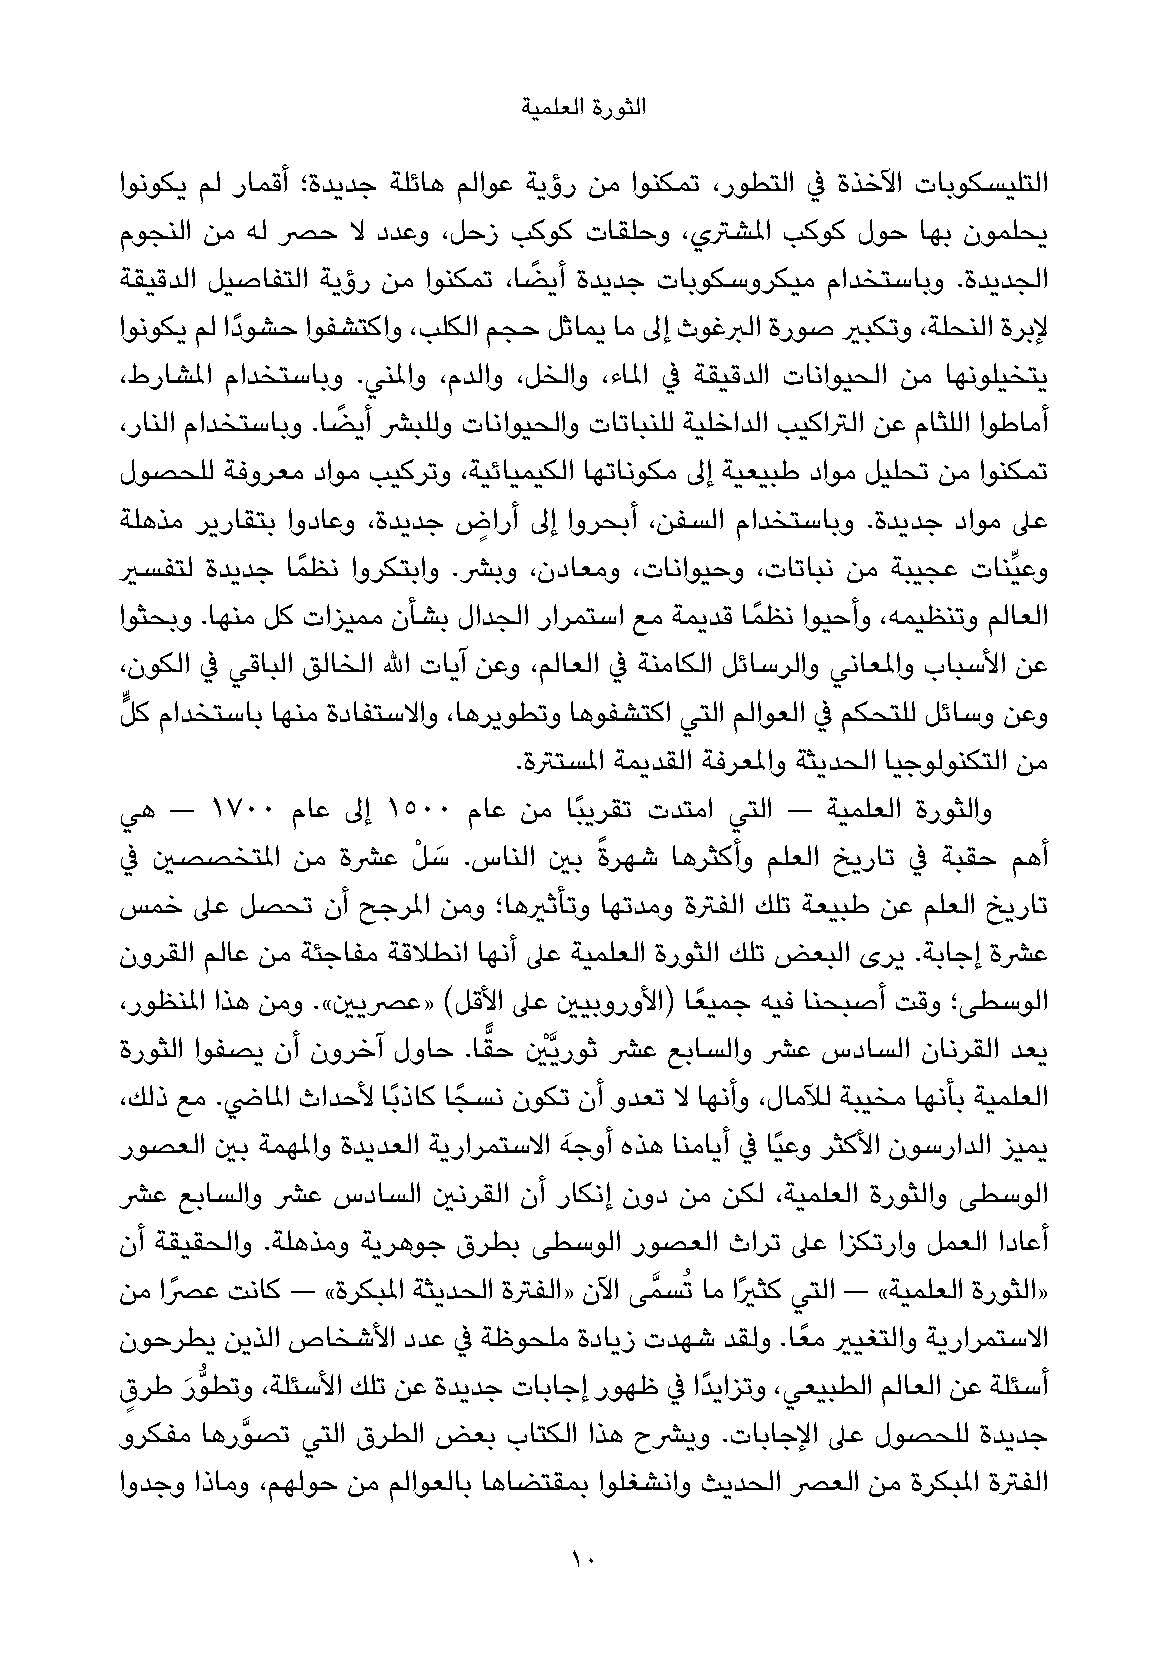 الثورة العلمية
التليسكوبات الآخذة في التطور، تمكنوا من رؤية عوالم هائلة جديدة؛ أقمار لم يكونوا
يحلمون بها حول كوكب المشتري، وحلقات كوكب زحل، وعدد لا حصر له من النجوم
الجديدة. وباستخدام ميكروسكوبات جديدة أيضًا، تمكنوا من رؤية التفاصيل الدقيقة
لإبرة النحلة، وتكبير صورة البرغوث إلى ما يماثل حجم الكلب، واكتشفوا حشودًا لم يكونوا
يتخيلونها من الحيوانات الدقيقة في الماء، والخل، والدم، والمني. وباستخدام المشارط،
أماطوا اللثام عن التراكيب الداخلية للنباتات والحيوانات وللبشر أيضًا. وباستخدام النار،
تمكنوا من تحليل مواد طبيعية إلى مكوناتها الكيميائية، وتركيب مواد معروفة للحصول
على مواد جديدة. وباستخدام السفن، أبحروا إلى أراضٍ جديدة، وعادوا بتقارير مذهلة
وعيِّنات عجيبة من نباتات، وحيوانات، ومعادن، وبشر. وابتكروا نظمًا جديدة لتفسير
العالم وتنظيمه، وأحيوا نظمًا قديمة مع استمرار الجدال بشأن مميزات كل منها. وبحثوا
عن الأسباب والمعاني والرسائل الكامنة في العالم، وعن آيات الله الخالق الباقي في الكون،
وعن وسائل للتحكم في العوالم التي اكتشفوها وتطويرها، والاستفادة منها باستخدام كلٍّ
من التكنولوجيا الحديثة والمعرفة القديمة المستترة.
والثورة العلمية — التي امتدت تقريبًا من عام ١٥٠٠ إلى عام ١٧٠٠ — هي
أهم حقبة في تاريخ العلم وأكثرها شهرةً بين الناس. سَلْ عشرة من المتخصصين في
تاريخ العلم عن طبيعة تلك الفترة ومدتها وتأثيرها؛ ومن المرجح أن تحصل على خمس
عشرة إجابة. يرى البعض تلك الثورة العلمية على أنها انطلاقة مفاجئة من عالم القرون
الوسطى؛ وقت أصبحنا فيه جميعًا (الأوروبيين على الأقل) «عصريين». ومن هذا المنظور،
يعد القرنان السادس عشر والسابع عشر ثوريَّيْن حقًّا. حاول آخرون أن يصفوا الثورة
العلمية بأنها مخيبة للآمال، وأنها لا تعدو أن تكون نسجًا كاذبًا لأحداث الماضي. مع ذلك،
يميز الدارسون الأكثر وعيًا في أيامنا هذه أوجهَ الاستمرارية العديدة والمهمة بين العصور
الوسطى والثورة العلمية، لكن من دون إنكار أن القرنين السادس عشر والسابع عشر
أعادا العمل وارتكزا على تراث العصور الوسطى بطرق جوهرية ومذهلة. والحقيقة أن
«الثورة العلمية» — التي كثيرًا ما تُسمَّى الآن «الفترة الحديثة المبكرة» — كانت عصرًا من
الاستمرارية والتغيير معًا. ولقد شهدت زيادة ملحوظة في عدد الأشخاص الذين يطرحون
أسئلة عن العالم الطبيعي، وتزايدًا في ظهور إجابات جديدة عن تلك الأسئلة، وتطوُّرَ طرقٍ
جديدة للحصول على الإجابات. ويشرح هذا الكتاب بعض الطرق التي تصوَّرها مفكرو
الفترة المبكرة من العصر الحديث وانشغلوا بمقتضاها بالعوالم من حولهم، وماذا وجدوا
١٠